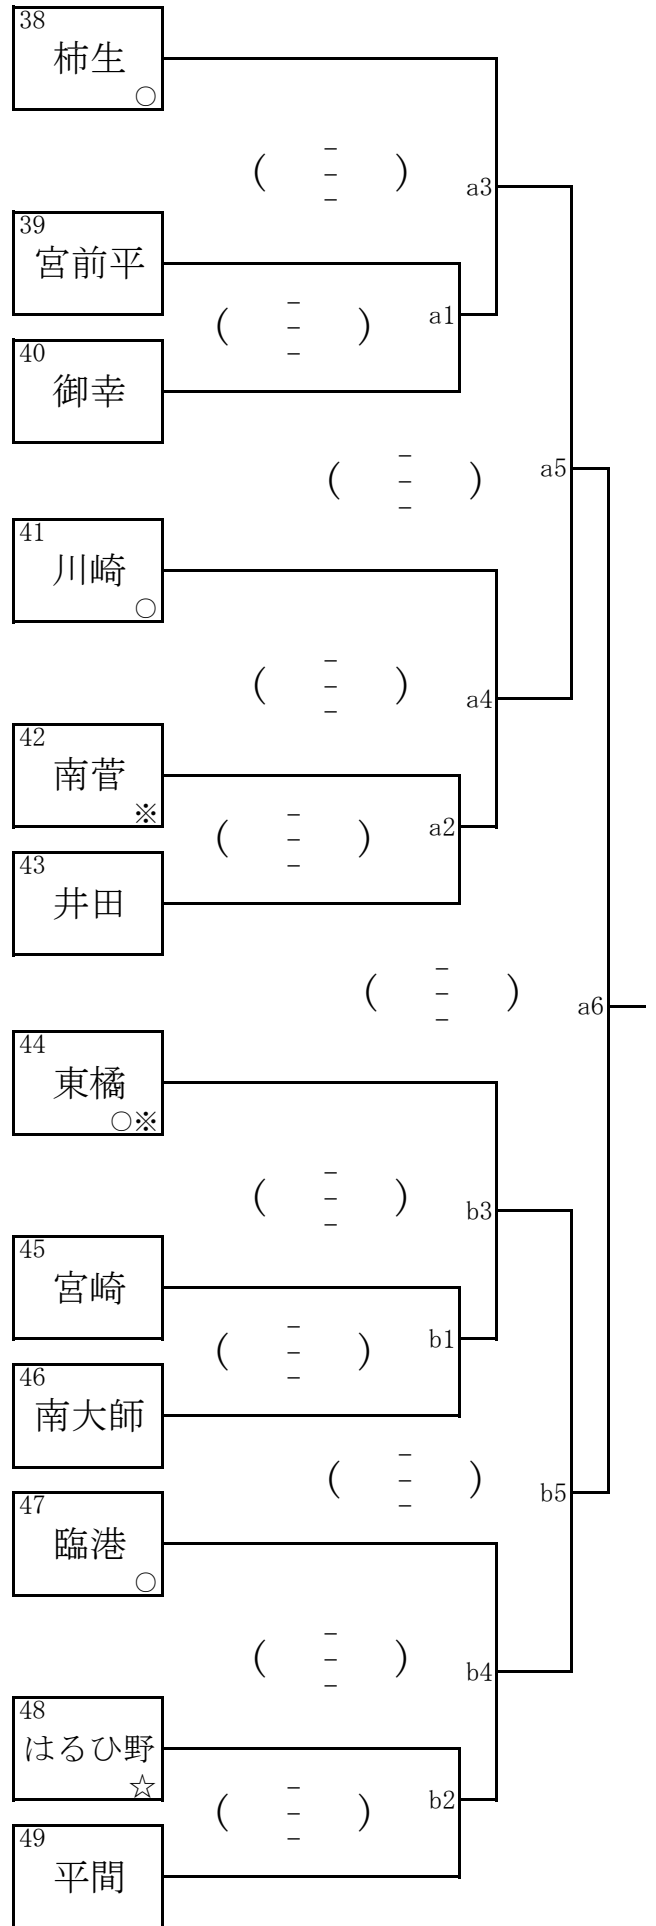 38
柿生
○
( - - - ) a3
39
宮前平
( - - - ) a1
40
御幸
( - - - ) a5
41
川崎
○
( - - - ) a4
42
南菅
※
( - - - ) a2
43
井田
( - - - ) a6
44
東橘
○※
( - - - ) b3
45
宮崎
( - - - ) b1
46
南大師
( - - - ) b5
47
臨港
○
( - - - ) b4
48
はるひ野
☆
( - - - ) b2
49
平間